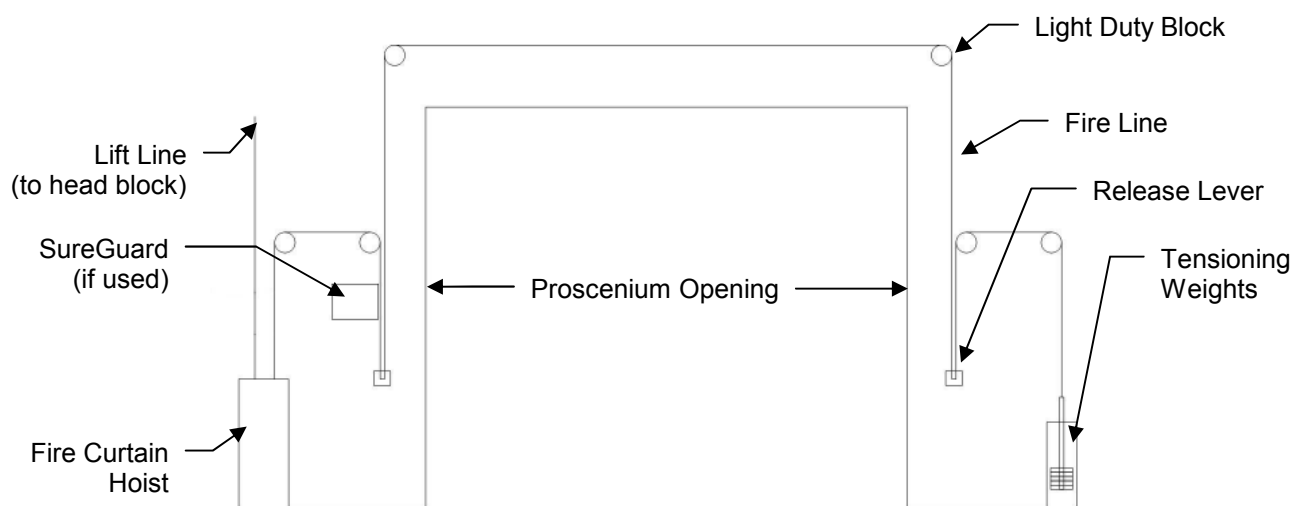 Light Duty Block
Fire Line
Lift Line
(to head block)
Release Lever
SureGuard
(if used)
Tensioning
Weights
Proscenium Opening
Fire Curtain
Hoist